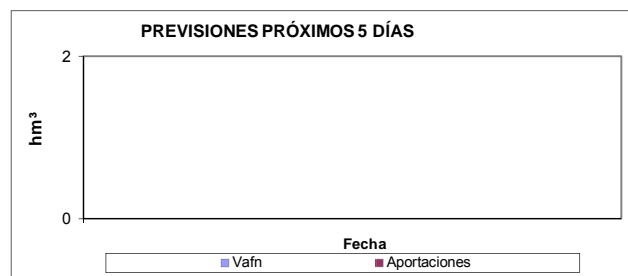 PREVISIONES PRÓXIMOS 5 DÍAS
2
hm³
0
Fecha
Vafn Aportaciones